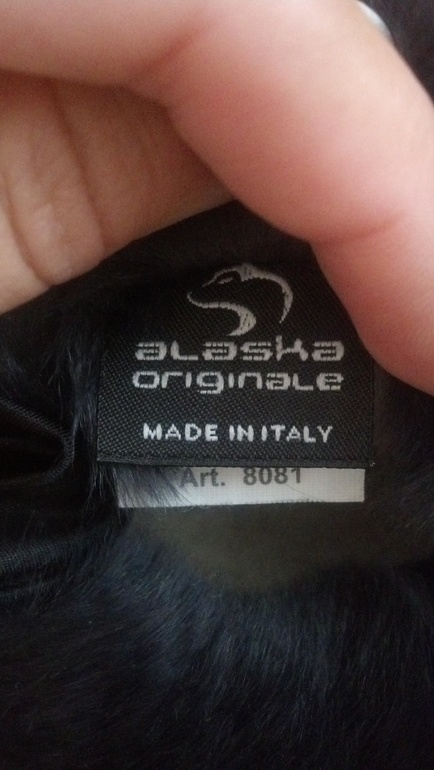 alaska
originale
MADE IN ITALY
Art. 8081